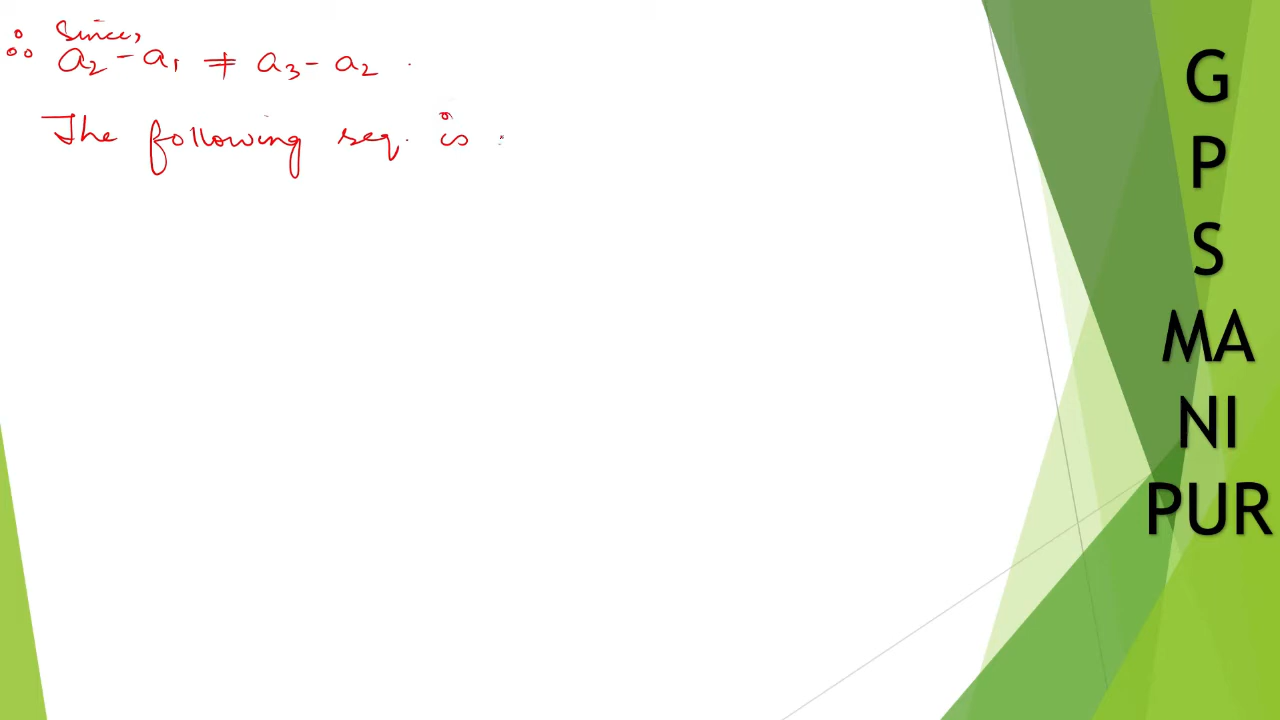 ∴ Since,
a₂ - a₁ ≠ a₃ - a₂ .
The following seq. is
G
P
S
MA
NI
PUR